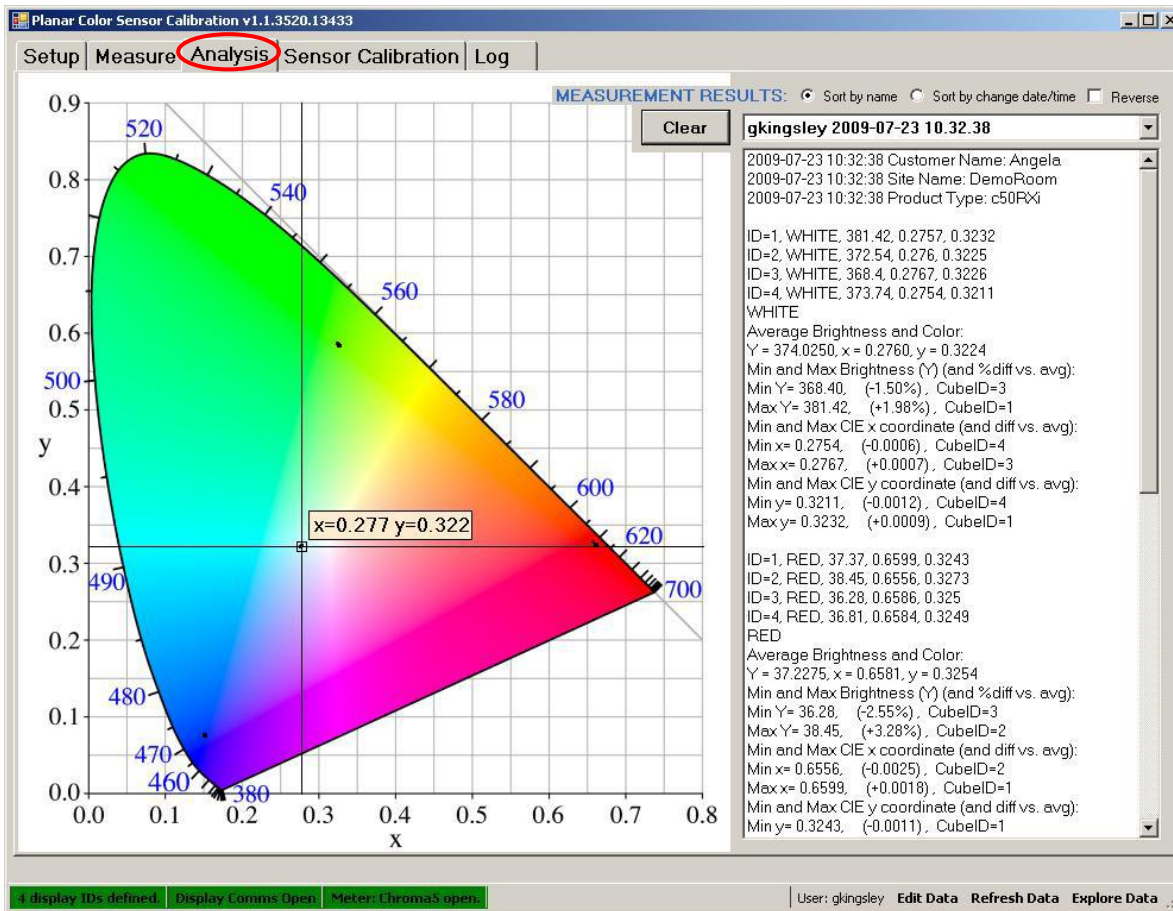 Planar Color Sensor Calibration v1.1.3520.13433
Setup Measure Analysis Sensor Calibration Log
MEASUREMENT RESULTS: Sort by name Sort by change date/time Reverse
Clear
gkingsley 2009-07-23 10.32.38
2009-07-23 10:32:38 Customer Name: Angela
2009-07-23 10:32:38 Site Name: DemoRoom
2009-07-23 10:32:38 Product Type: c50RXi
ID=1, WHITE, 381.42, 0.2757, 0.3232
ID=2, WHITE, 372.54, 0.276, 0.3225
ID=3, WHITE, 368.4, 0.2767, 0.3226
ID=4, WHITE, 373.74, 0.2754, 0.3211
WHITE
Average Brightness and Color:
Y = 374.0250, x = 0.2760, y = 0.3224
Min and Max Brightness (Y) (and %diff vs. avg):
Min Y= 368.40, (-1.50%) , CubeID=3
Max Y= 381.42, (+1.98%) , CubeID=1
Min and Max CIE x coordinate (and diff vs. avg):
Min x= 0.2754, (-0.0006) , CubeID=4
Max x= 0.2767, (+0.0007) , CubeID=3
Min and Max CIE y coordinate (and diff vs. avg):
Min y= 0.3211, (-0.0012) , CubeID=4
Max y= 0.3232, (+0.0009) , CubeID=1
ID=1, RED, 37.37, 0.6599, 0.3243
ID=2, RED, 38.45, 0.6556, 0.3273
ID=3, RED, 36.28, 0.6586, 0.325
ID=4, RED, 36.81, 0.6584, 0.3249
RED
Average Brightness and Color:
Y = 37.2275, x = 0.6581, y = 0.3254
Min and Max Brightness (Y) (and %diff vs. avg):
Min Y= 36.28, (-2.55%) , CubeID=3
Max Y= 38.45, (+3.28%) , CubeID=2
Min and Max CIE x coordinate (and diff vs. avg):
Min x= 0.6556, (-0.0025) , CubeID=2
Max x= 0.6599, (+0.0018) , CubeID=1
Min and Max CIE y coordinate (and diff vs. avg):
Min y= 0.3243, (-0.0011) , CubeID=1
0.9
520
0.8
540
0.7
560
0.6
500
580
0.5
y
0.4
600
x=0.277 y=0.322
620
0.3
490
700
0.2
480
0.1
470
460
380
0.0
0.0 0.1 0.2 0.3 0.4 0.5 0.6 0.7 0.8
x
4 display IDs defined. Display Comms Open Meter: Chroma5 open. User: gkingsley Edit Data Refresh Data Explore Data